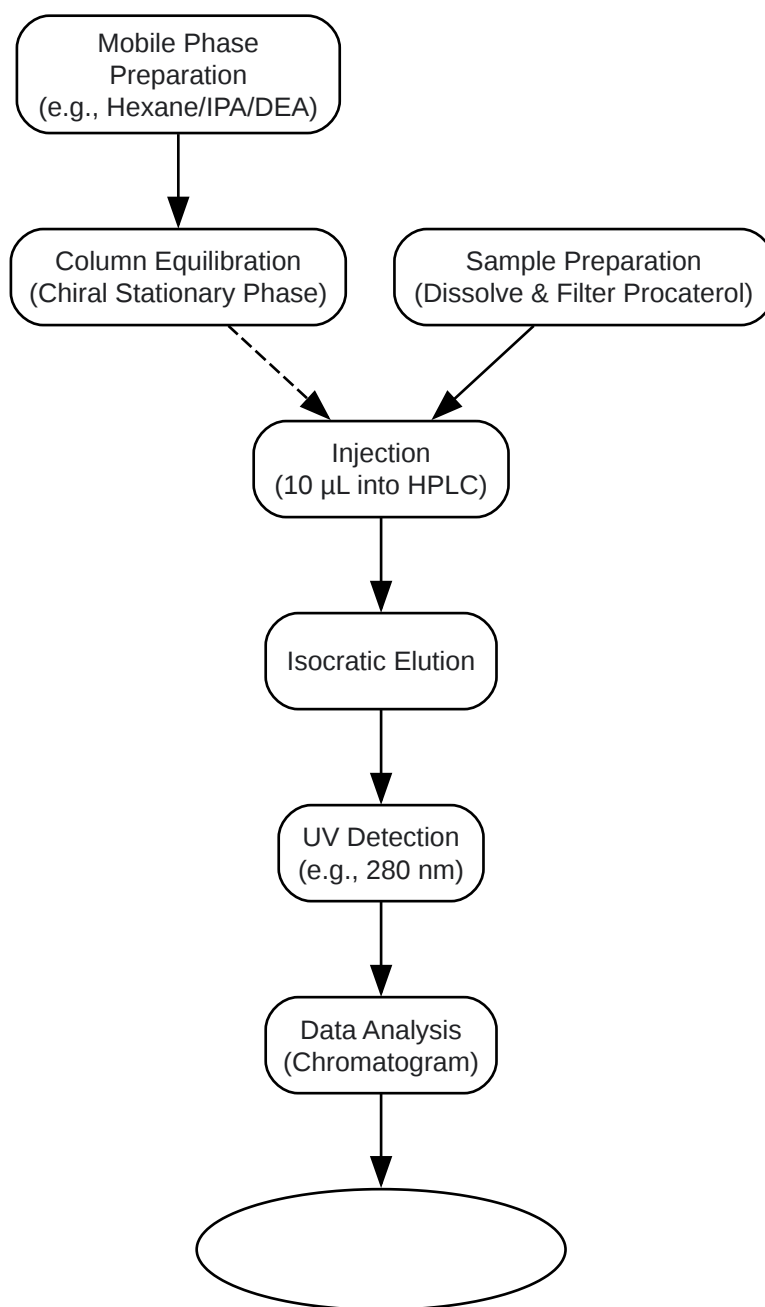 Mobile Phase
Preparation
(e.g., Hexane/IPA/DEA)
Column Equilibration
(Chiral Stationary Phase)
Sample Preparation
(Dissolve & Filter Procaterol)
Injection
(10 µL into HPLC)
Isocratic Elution
UV Detection
(e.g., 280 nm)
Data Analysis
(Chromatogram)